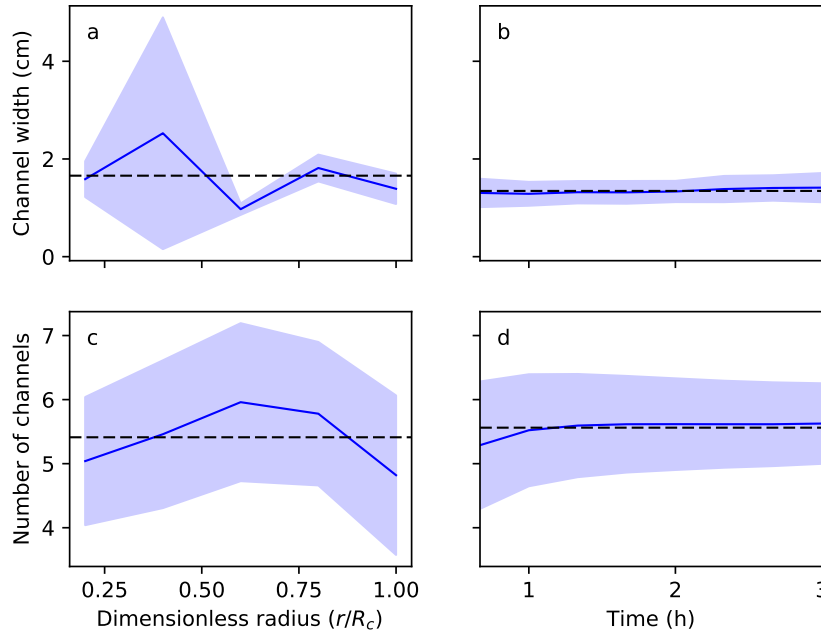 a
b
Channel width (cm)
4
2
0
c
d
Number of channels
7
6
5
4
0.25 0.50 0.75 1.00
1 2 3
Dimensionless radius (r/R_c)
Time (h)